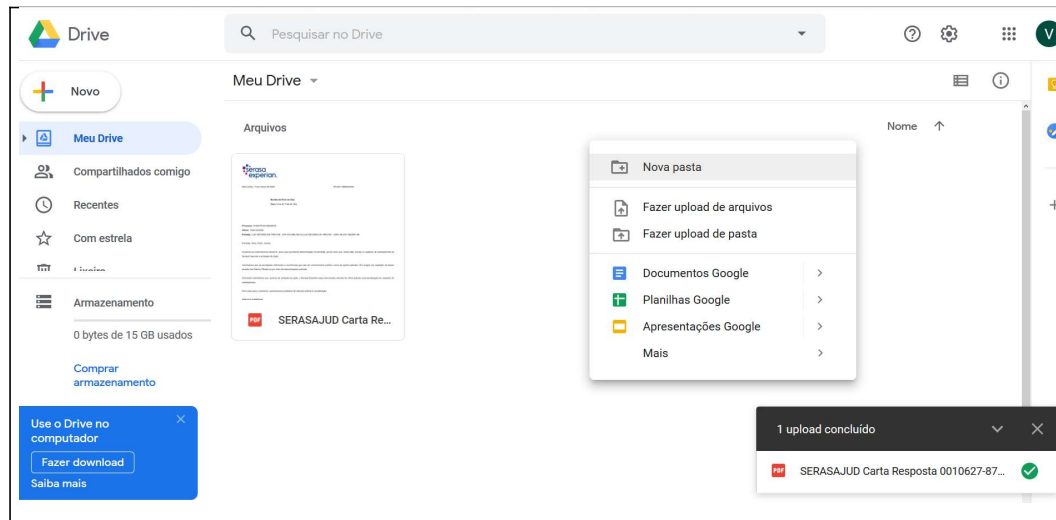 Drive
Pesquisar no Drive
V
Novo
Meu Drive
Meu Drive
Compartilhados comigo
Recentes
Com estrela
Lixeira
Armazenamento
0 bytes de 15 GB usados
Comprar
armazenamento
Use o Drive no
computador
Fazer download
Saiba mais
Arquivos
Nome
serasa
experian.
PDF
SERASAJUD Carta Re...
Nova pasta
Fazer upload de arquivos
Fazer upload de pasta
Documentos Google
Planilhas Google
Apresentações Google
Mais
1 upload concluído
PDF
SERASAJUD Carta Resposta 0010627-87...